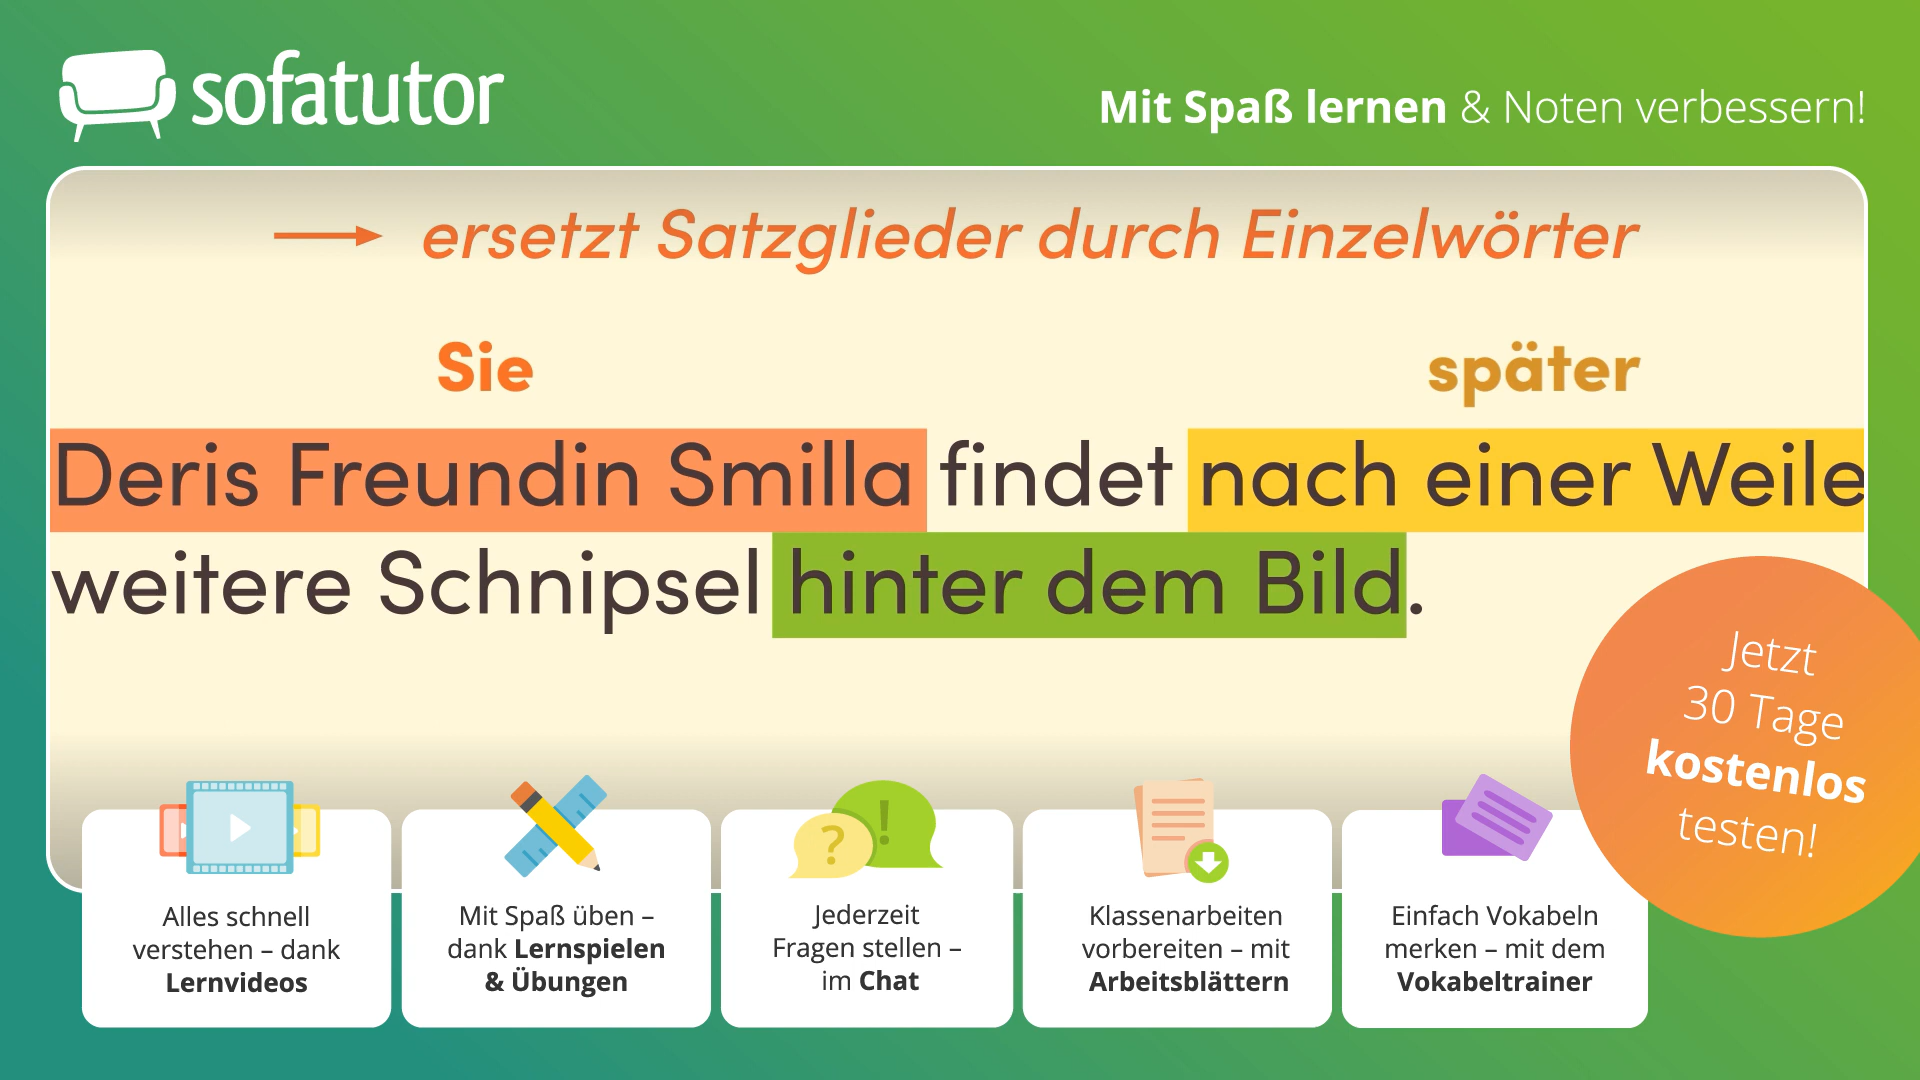 sofatutor
Mit Spaß lernen & Noten verbessern!
ersetzt Satzglieder durch Einzelwörter
Sie
später
Deris Freundin Smilla findet nach einer Weile
weitere Schnipsel hinter dem Bild.
Jetzt
30 Tage
kostenlos
testen!
? !
Alles schnell
verstehen – dank
Lernvideos
Mit Spaß üben –
dank Lernspielen
& Übungen
Jederzeit
Fragen stellen –
im Chat
Klassenarbeiten
vorbereiten – mit
Arbeitsblättern
Einfach Vokabeln
merken – mit dem
Vokabeltrainer